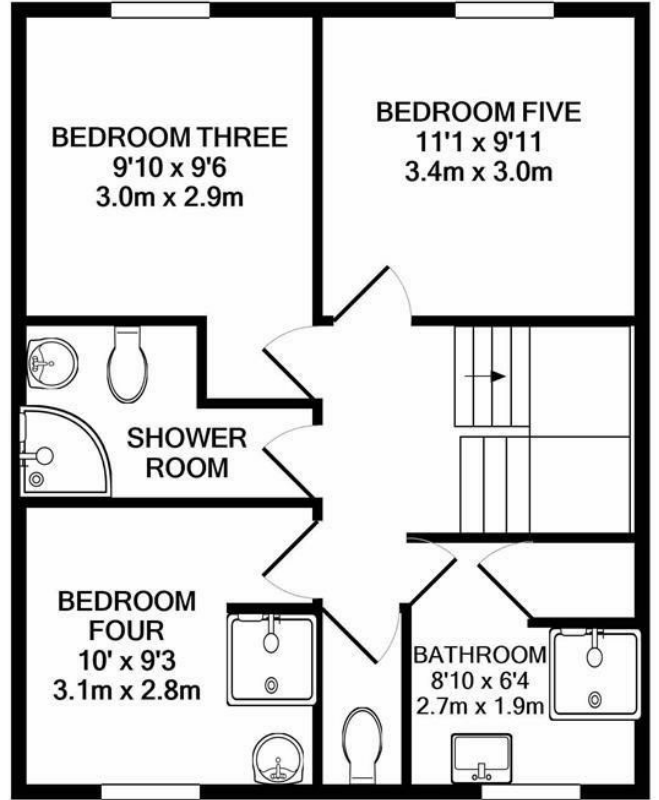 BEDROOM THREE
9'10 x 9'6
3.0m x 2.9m
BEDROOM FIVE
11'1 x 9'11
3.4m x 3.0m
SHOWER
ROOM
BEDROOM
FOUR
10' x 9'3
3.1m x 2.8m
BATHROOM
8'10 x 6'4
2.7m x 1.9m